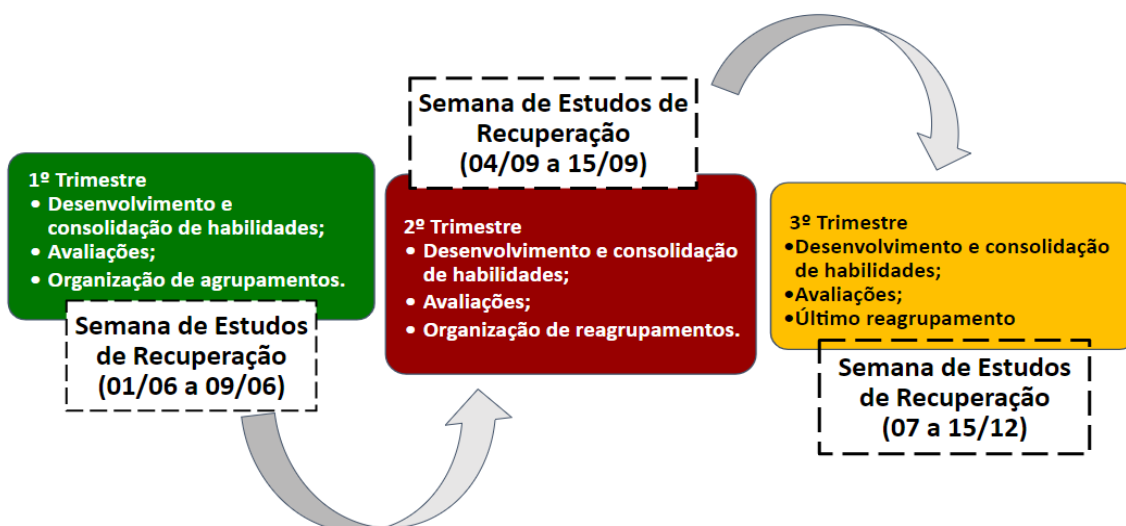 1º Trimestre
• Desenvolvimento e
consolidação de habilidades;
• Avaliações;
• Organização de agrupamentos.
Semana de Estudos
de Recuperação
(01/06 a 09/06)
Semana de Estudos de
Recuperação
(04/09 a 15/09)
2º Trimestre
• Desenvolvimento e consolidação
de habilidades;
• Avaliações;
• Organização de reagrupamentos.
3º Trimestre
•Desenvolvimento e consolidação
de habilidades;
•Avaliações;
•Último reagrupamento
Semana de Estudos
de Recuperação
(07 a 15/12)